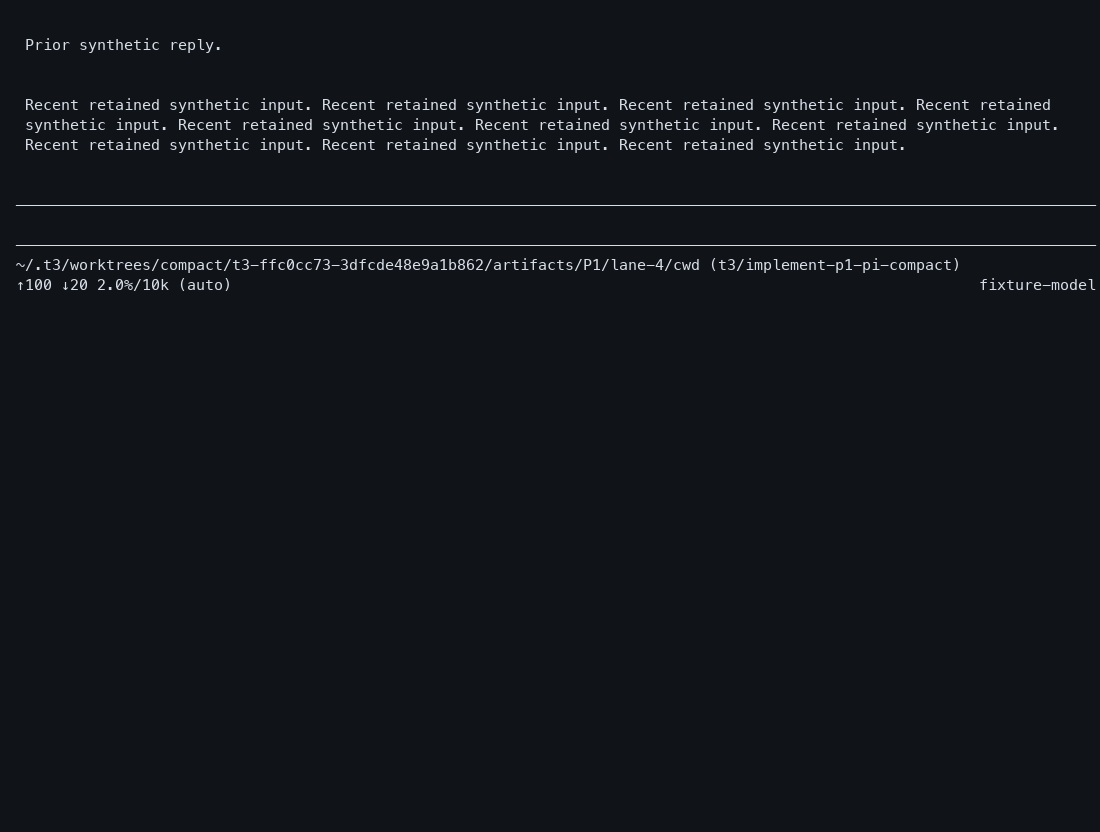 Prior synthetic reply.
Recent retained synthetic input. Recent retained synthetic input. Recent retained synthetic input. Recent retained
synthetic input. Recent retained synthetic input. Recent retained synthetic input. Recent retained synthetic input.
Recent retained synthetic input. Recent retained synthetic input. Recent retained synthetic input.
~/.t3/worktrees/compact/t3-ffc0cc73-3dfcde48e9a1b862/artifacts/P1/lane-4/cwd (t3/implement-p1-pi-compact)
↑100 ↓20 2.0%/10k (auto) fixture-model